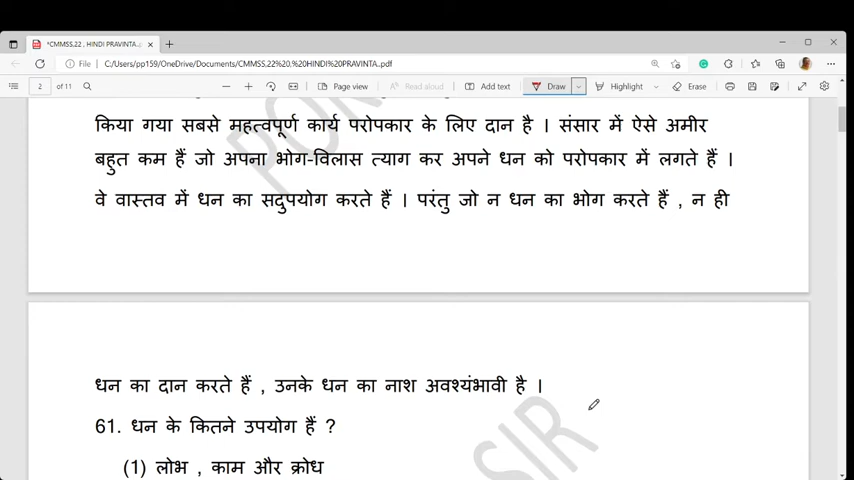 *CMMSS,22 . HINDI PRAVINTA.pdf
File C:/Users/pp159/OneDrive/Documents/CMMSS,22%20,%20HINDI%20PRAVINTA.pdf
2 of 11 Page view Read aloud Add text Draw Highlight Erase
किया गया सबसे महत्वपूर्ण कार्य परोपकार के लिए दान है । संसार में ऐसे अमीर
बहुत कम हैं जो अपना भोग-विलास त्याग कर अपने धन को परोपकार में लगते हैं ।
वे वास्तव में धन का सदुपयोग करते हैं । परंतु जो न धन का भोग करते हैं , न ही
धन का दान करते हैं , उनके धन का नाश अवश्यंभावी है ।
61. धन के कितने उपयोग हैं ?
(1) लोभ , काम और क्रोध
SIR